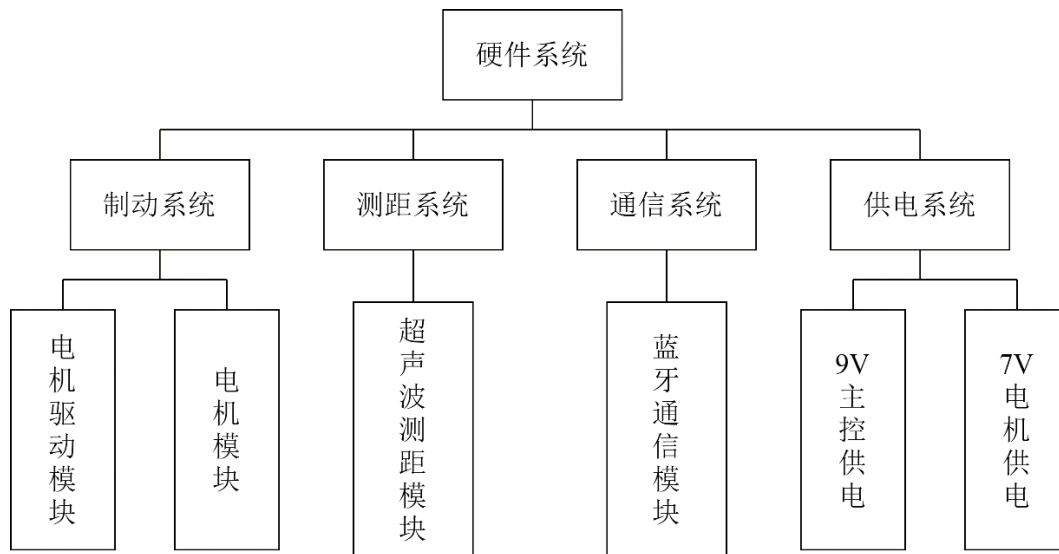 硬件系统
制动系统
测距系统
通信系统
供电系统
电机驱动模块
电机模块
超声波测距模块
蓝牙通信模块
9V主控供电
7V电机供电